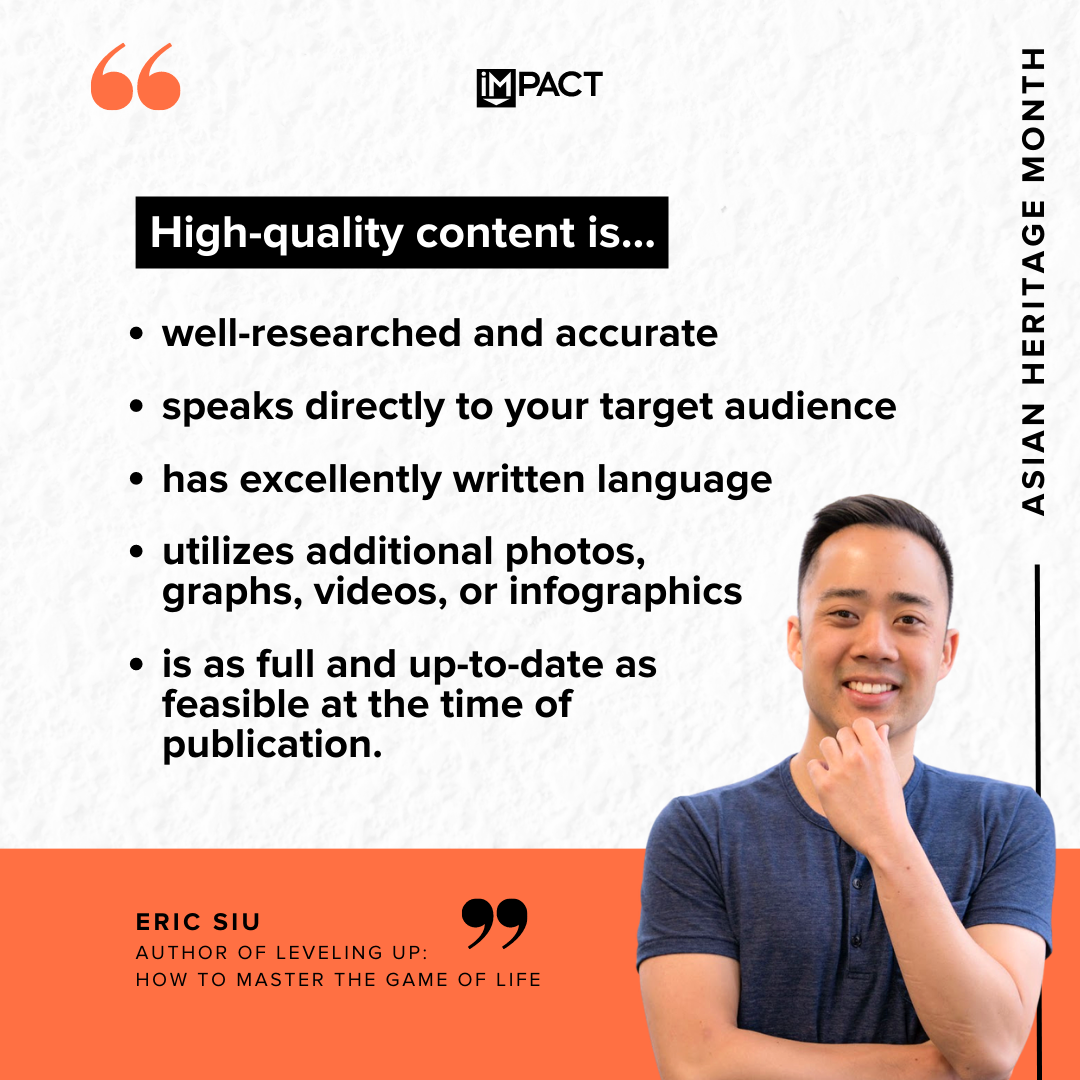 iMPACT
High-quality content is...
• well-researched and accurate
• speaks directly to your target audience
• has excellently written language
• utilizes additional photos,
graphs, videos, or infographics
• is as full and up-to-date as
feasible at the time of
publication.
ERIC SIU
AUTHOR OF LEVELING UP:
HOW TO MASTER THE GAME OF LIFE
ASIAN HERITAGE MONTH